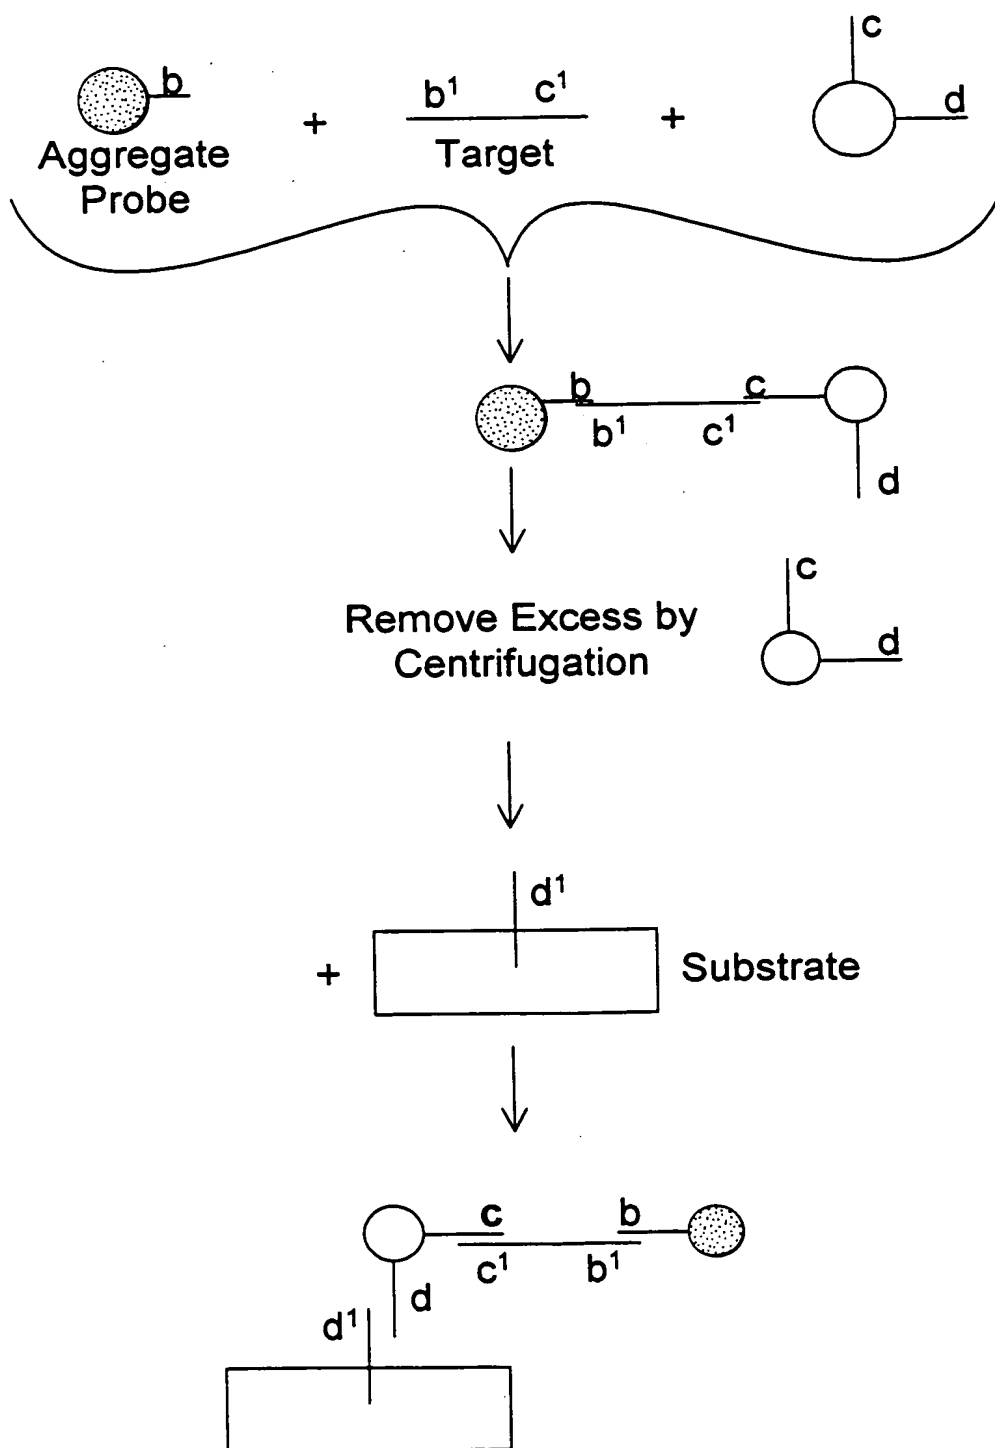 c
b
b¹ c¹
d
+
+
Aggregate
Probe
Target
b
c
b¹
c¹
d
c
Remove Excess by
Centrifugation
d
d¹
+
Substrate
c
b
c¹
b¹
d
d¹